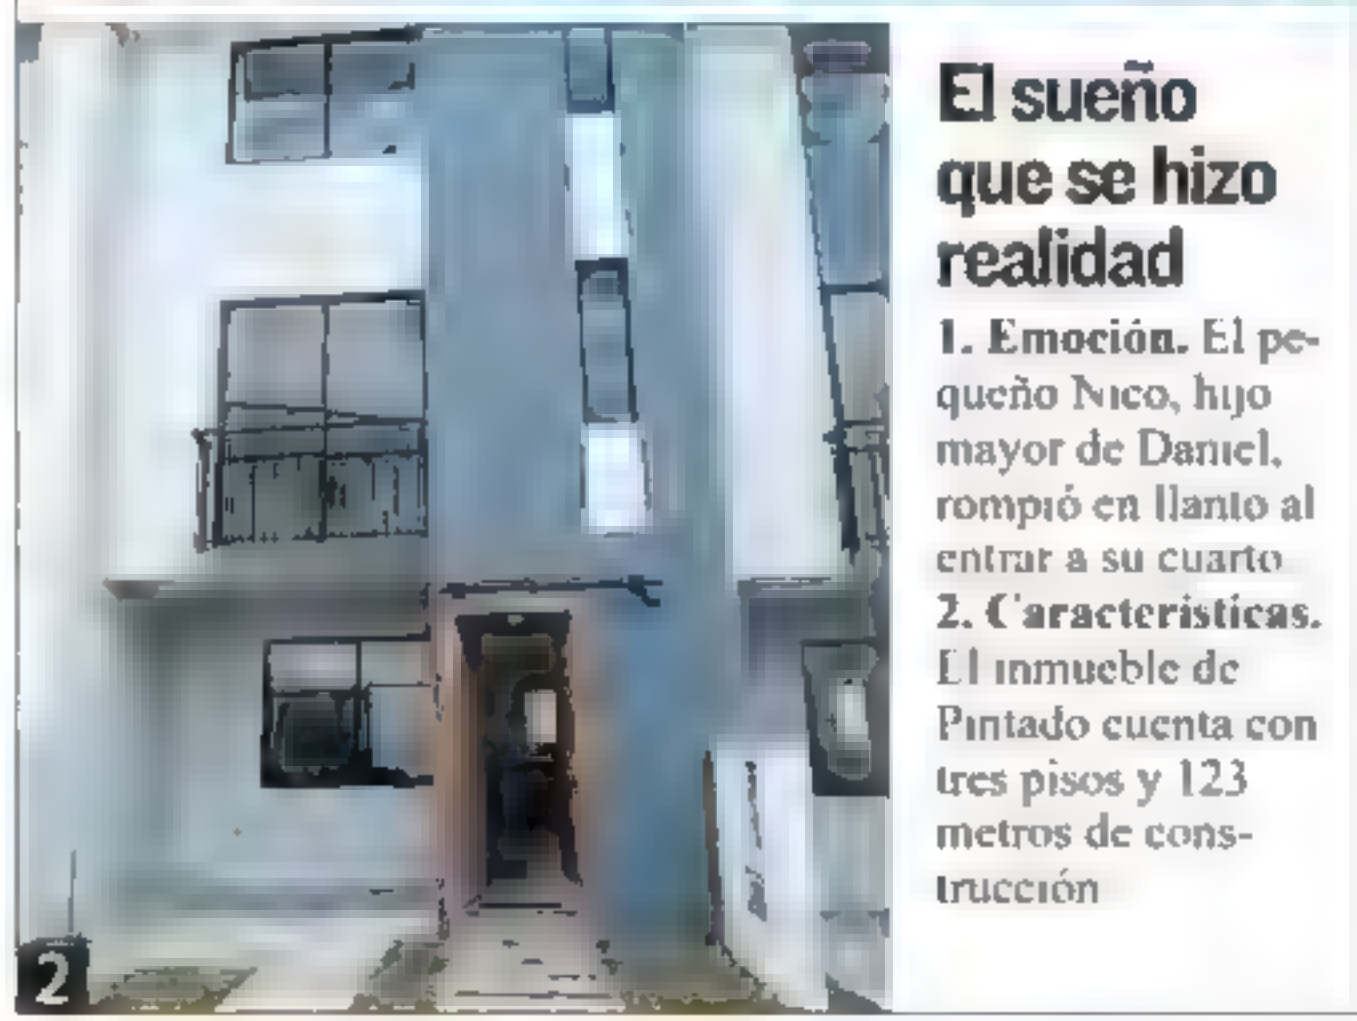 El sueño
que se hizo
realidad
1. Emoción. El pe-
queño Nico, hijo
mayor de Daniel,
rompió en llanto al
entrar a su cuarto
2. Características.
El inmueble de
Pintado cuenta con
tres pisos y 123
metros de cons-
trucción
2